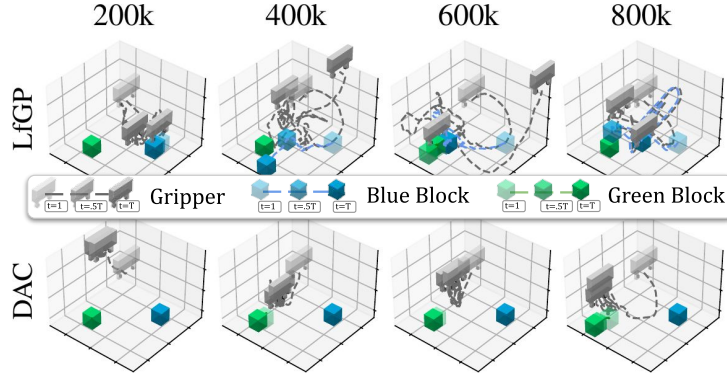 200k 400k 600k 800k
LfGP
t=1 t=.5T t=T Gripper t=1 t=.5T t=T Blue Block t=1 t=.5T t=T Green Block
DAC